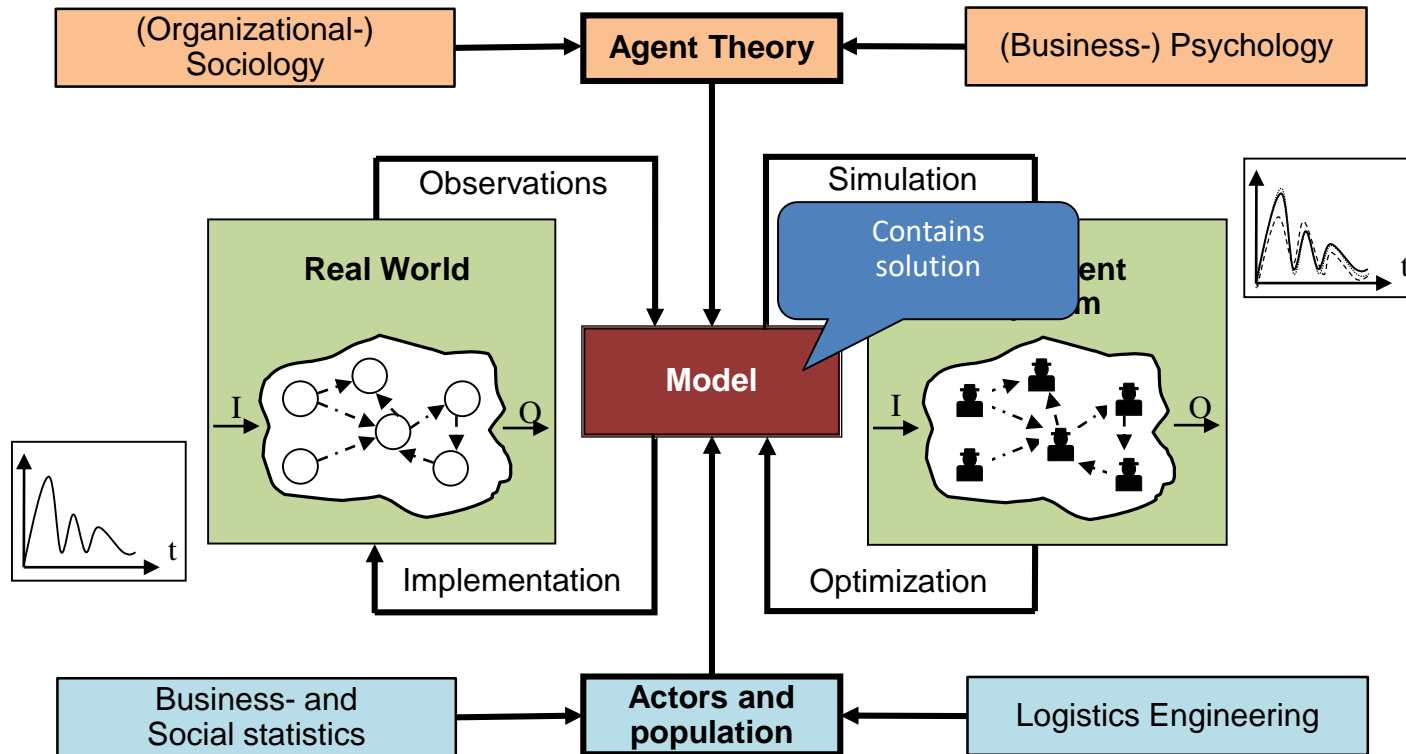 (Organizational-)
Sociology
Agent Theory
(Business-) Psychology
Observations
Simulation
Contains
solution
Real World
t
Model
I
O
I
O
t
Implementation
Optimization
Business- and
Social statistics
Actors and
population
Logistics Engineering